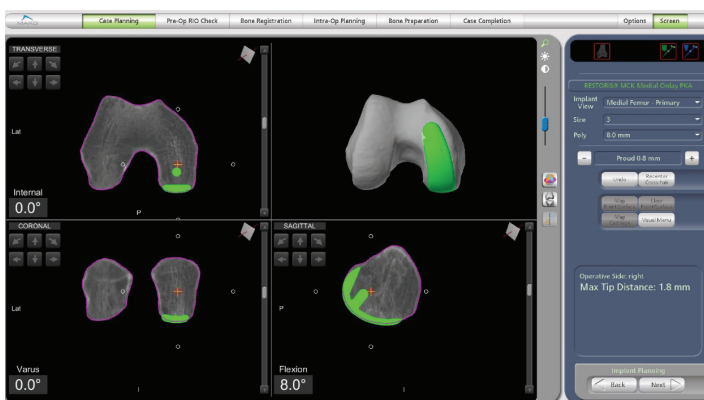 MAKO
Case Planning
Pre-Op RIO Check
Bone Registration
Intra-Op Planning
Bone Preparation
Case Completion
Options
Screen
TRANSVERSE
Lat
Internal
0.0°
P
RESTORIS® MCK Medial Onlay PKA
Implant View
Medial Femur - Primary
Size
3
Poly
8.0 mm
-
Proud 0.8 mm
+
Undo
Recenter
Crosshair
Visual Menu
CORONAL
Lat
Varus
0.0°
I
SAGITTAL
P
Flexion
8.0°
I
Operative Side: right
Max Tip Distance: 1.8 mm
Implant Planning
Back
Next